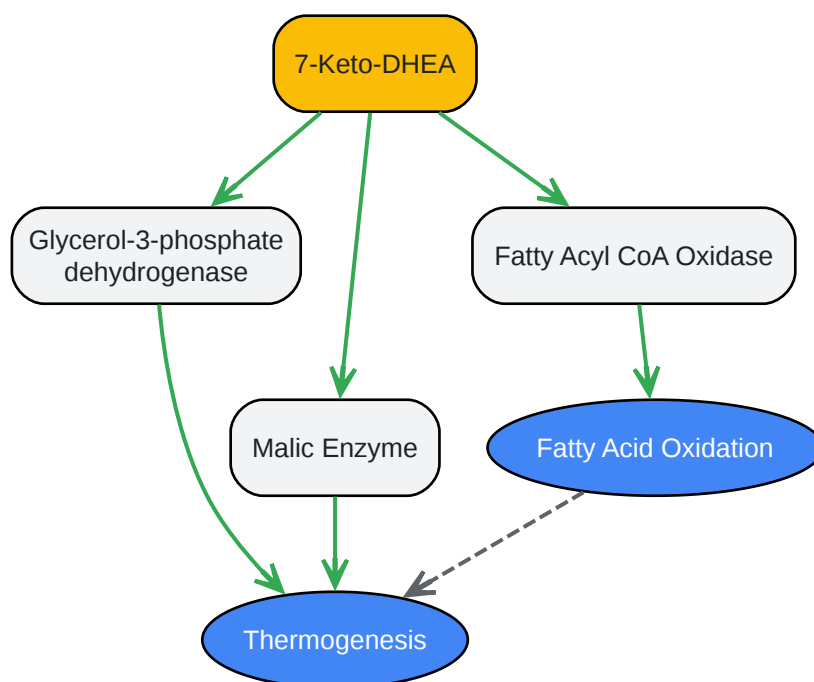 7-Keto-DHEA
Glycerol-3-phosphate
dehydrogenase
Fatty Acyl CoA Oxidase
Malic Enzyme
Fatty Acid Oxidation
Thermogenesis